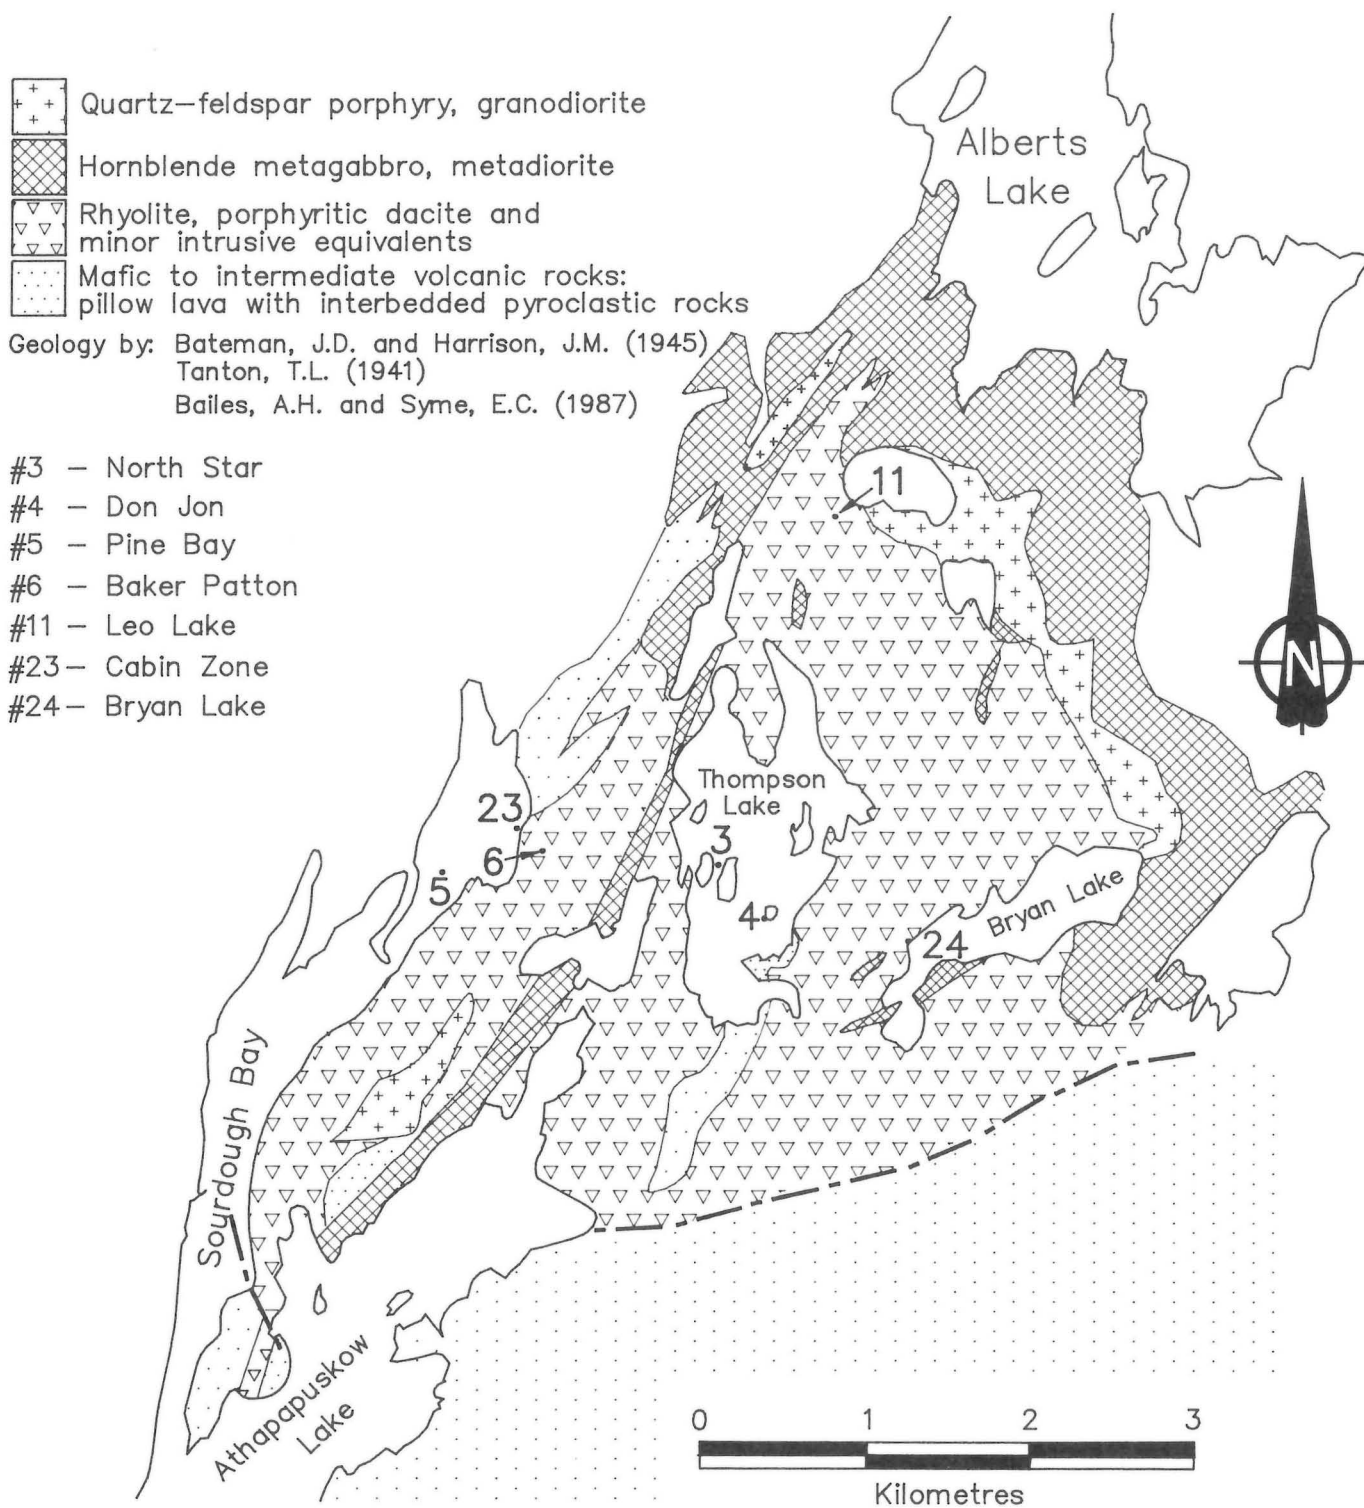 Quartz-feldspar porphyry, granodiorite
Hornblende metagabbro, metadiorite
Rhyolite, porphyritic dacite and
minor intrusive equivalents
Mafic to intermediate volcanic rocks:
pillow lava with interbedded pyroclastic rocks
Geology by: Bateman, J.D. and Harrison, J.M. (1945)
Tanton, T.L. (1941)
Bailes, A.H. and Syme, E.C. (1987)
#3 – North Star
#4 – Don Jon
#5 – Pine Bay
#6 – Baker Patton
#11 – Leo Lake
#23 – Cabin Zone
#24 – Bryan Lake
Alberts
Lake
11
N
Thompson
Lake
23
3
6
5
4
Bryan Lake
24
Sourdough Bay
Athapapuskow
Lake
0 1 2 3
Kilometres